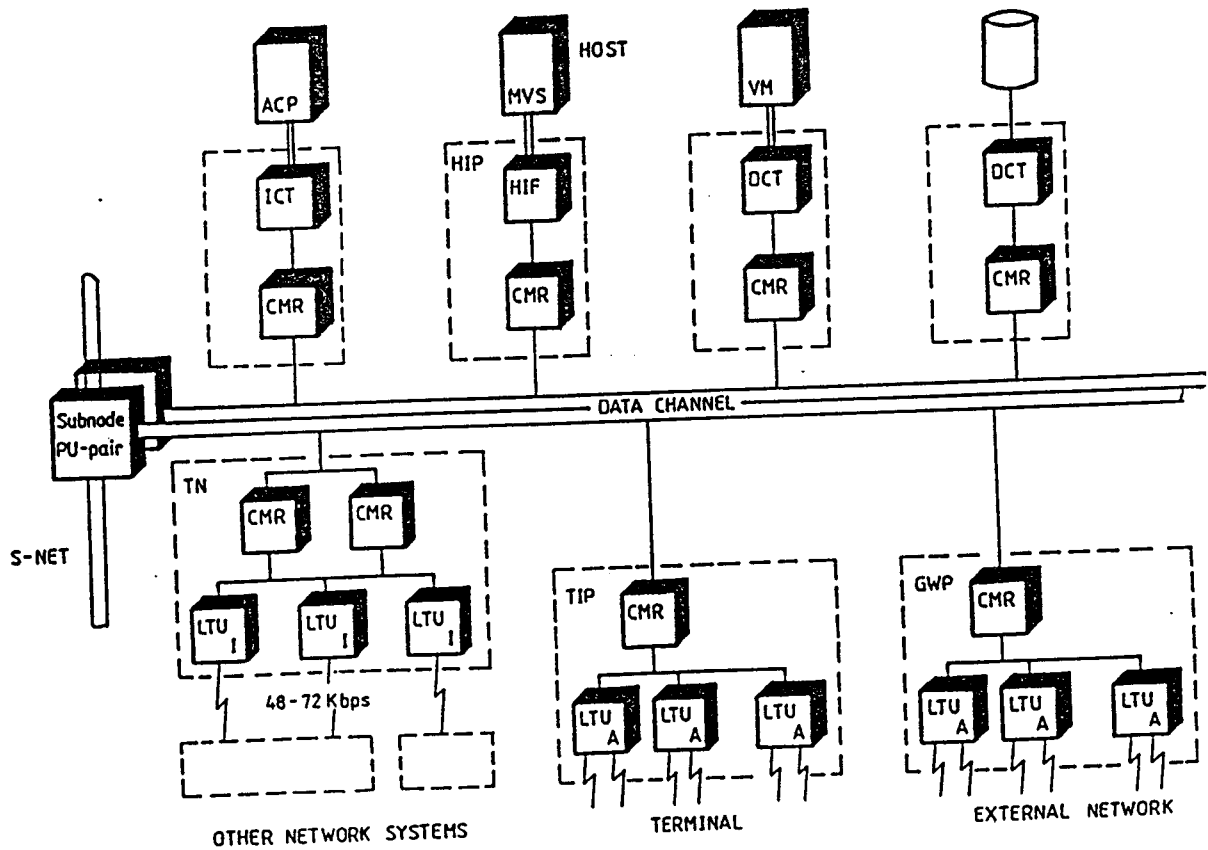 HOST
ACP
MVS
VM
HIP
ICT
HIF
DCT
DCT
CMR
CMR
CMR
CMR
DATA CHANNEL
Subnode
PU-pair
S-NET
TN
CMR
CMR
LTU I
LTU I
LTU I
48-72 Kbps
OTHER NETWORK SYSTEMS
TIP
CMR
LTU A
LTU A
LTU A
TERMINAL
GWP
CMR
LTU A
LTU A
LTU A
EXTERNAL NETWORK